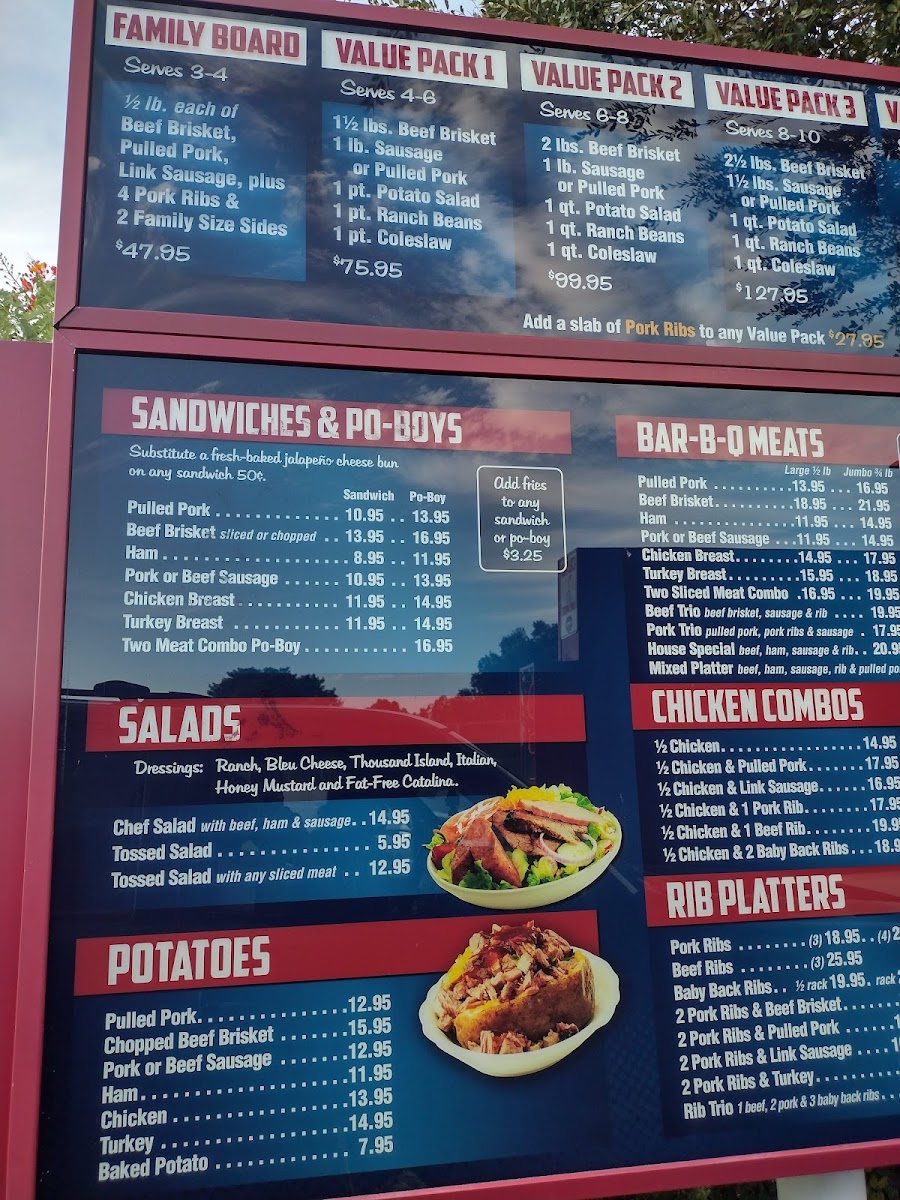 FAMILY BOARD
Serves 3-4
½ lb. each of
Beef Brisket,
Pulled Pork,
Link Sausage, plus
4 Pork Ribs &
2 Family Size Sides
$47.95
VALUE PACK 1
Serves 4-6
1½ lbs. Beef Brisket
1 lb. Sausage
or Pulled Pork
1 pt. Potato Salad
1 pt. Ranch Beans
1 pt. Coleslaw
$75.95
VALUE PACK 2
Serves 6-8
2 lbs. Beef Brisket
1 lb. Sausage
or Pulled Pork
1 qt. Potato Salad
1 qt. Ranch Beans
1 qt. Coleslaw
$99.95
VALUE PACK 3
Serves 8-10
2½ lbs. Beef Brisket
1½ lbs. Sausage
or Pulled Pork
1 qt. Potato Salad
1 qt. Ranch Beans
1 qt. Coleslaw
$127.95
Add a slab of Pork Ribs to any Value Pack $27.95
SANDWICHES & PO-BOYS
Substitute a fresh-baked jalapeño cheese bun
on any sandwich 50¢.
Sandwich Po-Boy
Pulled Pork 10.95 13.95
Beef Brisket sliced or chopped 13.95 16.95
Ham 8.95 11.95
Pork or Beef Sausage 10.95 13.95
Chicken Breast 11.95 14.95
Turkey Breast 11.95 14.95
Two Meat Combo Po-Boy 16.95
Add fries
to any
sandwich
or po-boy
$3.25
SALADS
Dressings: Ranch, Bleu Cheese, Thousand Island, Italian,
Honey Mustard and Fat-Free Catalina.
Chef Salad with beef, ham & sausage 14.95
Tossed Salad 5.95
Tossed Salad with any sliced meat 12.95
POTATOES
Pulled Pork 12.95
Chopped Beef Brisket 15.95
Pork or Beef Sausage 12.95
Ham 11.95
Chicken 13.95
Turkey 14.95
Baked Potato 7.95
BAR-B-Q MEATS
Large ½ lb Jumbo ¾ lb
Pulled Pork 13.95 16.95
Beef Brisket 18.95 21.95
Ham 11.95 14.95
Pork or Beef Sausage 11.95 14.95
Chicken Breast 14.95 17.95
Turkey Breast 15.95 18.95
Two Sliced Meat Combo 16.95 19.95
Beef Trio beef brisket, sausage & rib 19.95
Pork Trio pulled pork, pork ribs & sausage 17.95
House Special beef, ham, sausage & rib 20.9
Mixed Platter beef, ham, sausage, rib & pulled
CHICKEN COMBOS
½ Chicken 14.95
½ Chicken & Pulled Pork 17.95
½ Chicken & Link Sausage 16.95
½ Chicken & 1 Pork Rib 17.95
½ Chicken & 1 Beef Rib 19.9
½ Chicken & 2 Baby Back Ribs 18.9
RIB PLATTERS
Pork Ribs (3) 18.95 (4) 2
Beef Ribs (3) 25.95
Baby Back Ribs ½ rack 19.95 rack
2 Pork Ribs & Beef Brisket
2 Pork Ribs & Pulled Pork
2 Pork Ribs & Link Sausage
2 Pork Ribs & Turkey
Rib Trio 1 beef, 2 pork & 3 baby back ribs